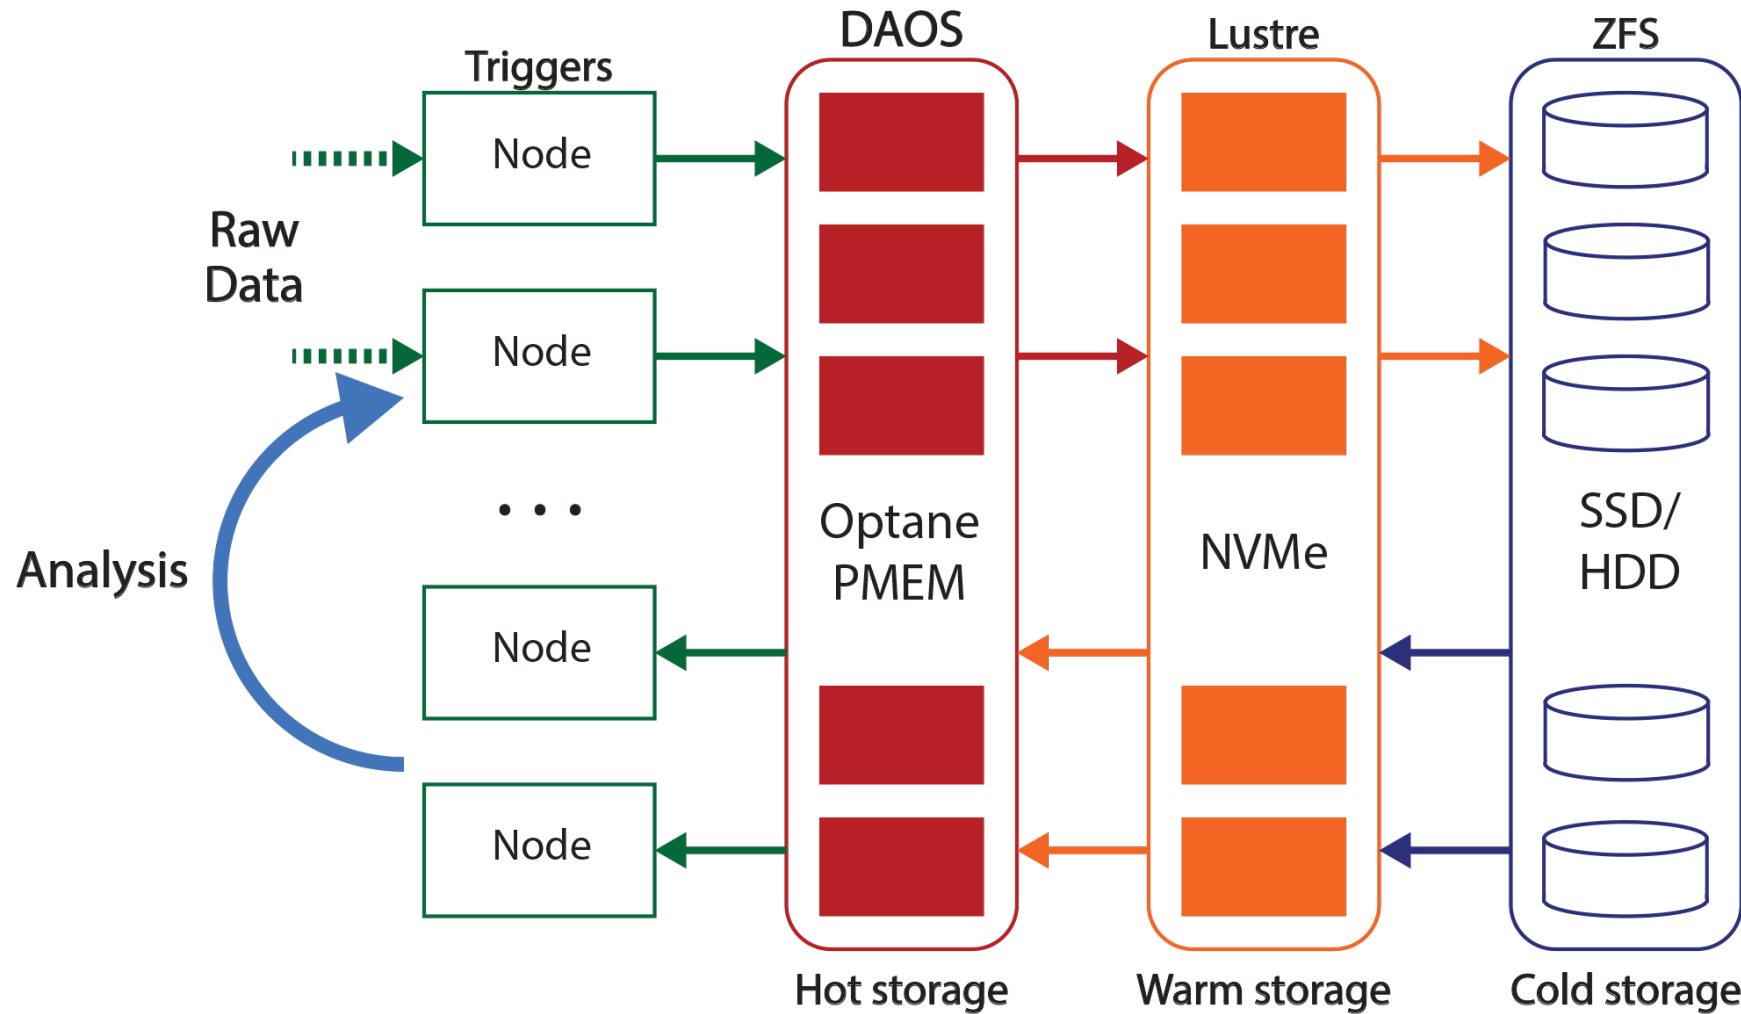 DAOS
Lustre
ZFS
Triggers
Node
Raw
Data
Node
. . .
Analysis
Optane
PMEM
NVMe
SSD/
HDD
Node
Node
Hot storage
Warm storage
Cold storage